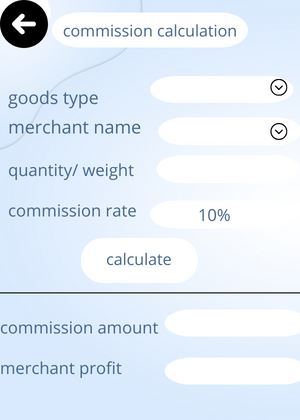 commission calculation
goods type
merchant name
quantity/ weight
commission rate 10%
calculate
commission amount
merchant profit